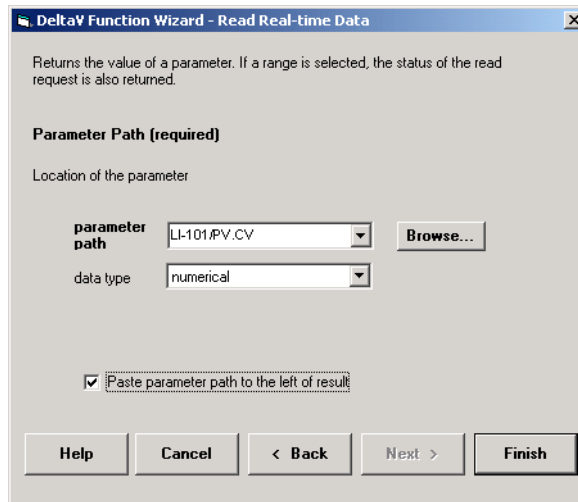 DeltaV Function Wizard - Read Real-time Data
Returns the value of a parameter. If a range is selected, the status of the read
request is also returned.
Parameter Path (required)
Location of the parameter
parameter path
LI-101/PV.CV
Browse...
data type
numerical
Paste parameter path to the left of result
Help
Cancel
< Back
Next >
Finish